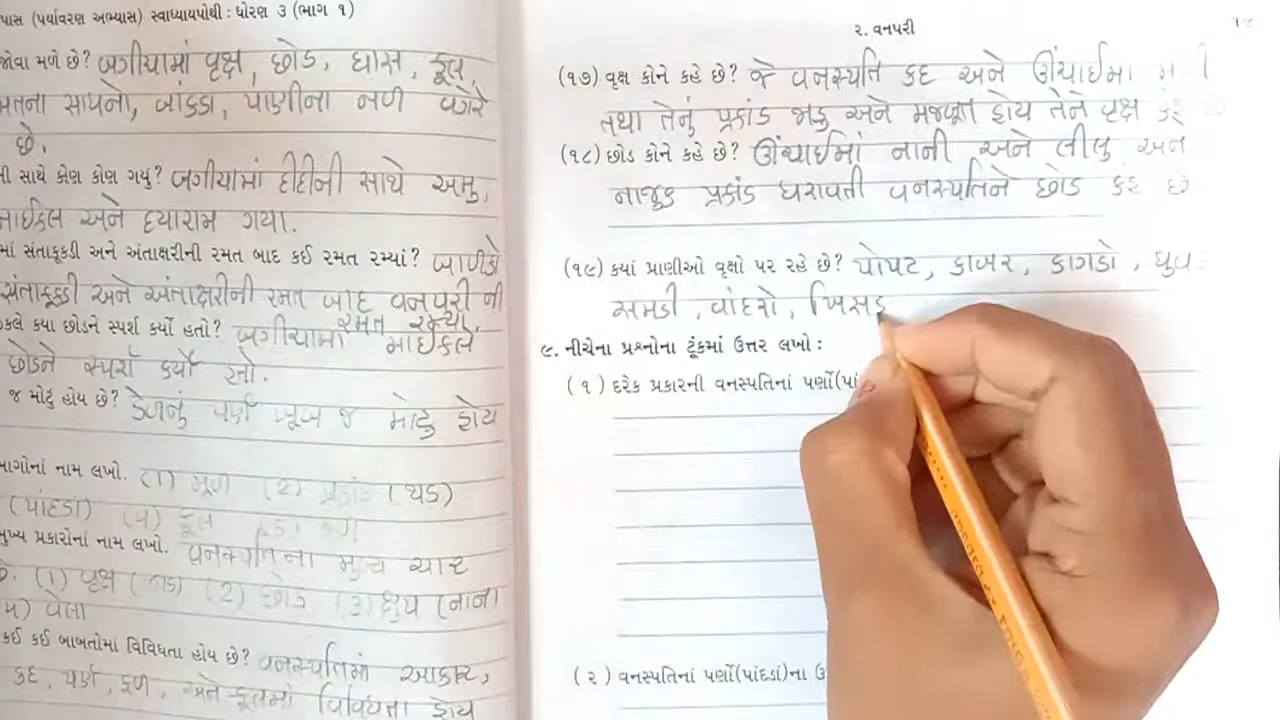 પાસ (પર્યાવરણ અભ્યાસ) સ્વાધ્યાયપોથી : ધોરણ ૩ (ભાગ ૧)
જોવા મળે છે? બગીચામાં વૃક્ષ, છોડ, ઘાસ, ફૂલ,
સાધનો, બાંકડા, પાણીના નળ વગેરે
છે.
ની સાથે કોણ કોણ ગયું? બગીચામાં દીદીની સાથે અમુ,
માઈકલ અને દયારામ ગયા.
માં સંતાકૂકડી અને અંતાક્ષરીની રમત બાદ કઈ રમત રમ્યાં? બાળકો
સંતાકૂકડી અને અંતાક્ષરીની રમત બાદ વનપરી ની
રમત રમ્યા.
કલે કયા છોડને સ્પર્શ કર્યો હતો? બગીચામાં માઈકલે
છોડને સ્પર્શ કર્યો હતો.
જ મોટું હોય છે? કેળનું પર્ણ ખૂબ જ મોટુ હોય
ભાગોનાં નામ લખો. (૧) મૂળ (૨) પ્રકાંડ (થડ)
(પાંદડાં) (૪) ફૂલ
મુખ્ય પ્રકારોનાં નામ લખો. વનસ્પતિના મુખ્ય ચાર
છે. (૧) વૃક્ષ (ઝાડ) (૨) છોડ (૩) ક્ષુપ (નાના
૪) વેલા
કઈ કઈ બાબતોમાં વિવિધતા હોય છે? વનસ્પતિમાં આકાર,
કદ, પર્ણ, ફળ, અને ફૂલમાં વિવિધતા હોય
૨. વનપરી
૧૯
(૧૭) વૃક્ષ કોને કહે છે? જે વનસ્પતિ કદ અને ઊંચાઈમા
તથા તેનું પ્રકાંડ જાડુ અને મજબૂત હોય તેને વૃક્ષ કહે છે
(૧૮) છોડ કોને કહે છે? ઊંચાઈમાં નાની અને લીલુ અને
નાજુક પ્રકાંડ ધરાવતી વનસ્પતિને છોડ કહે છે
(૧૯) કયાં પ્રાણીઓ વૃક્ષો પર રહે છે? પોપટ, કાબર, કાગડો,
સમડી, વાંદરો, ખિસકૂ
૯. નીચેના પ્રશ્નોના ટૂંકમાં ઉત્તર લખો :
(૧) દરેક પ્રકારની વનસ્પતિનાં પર્ણો(પાં
(૨) વનસ્પતિનાં પર્ણો(પાંદડાં)ના ઉ